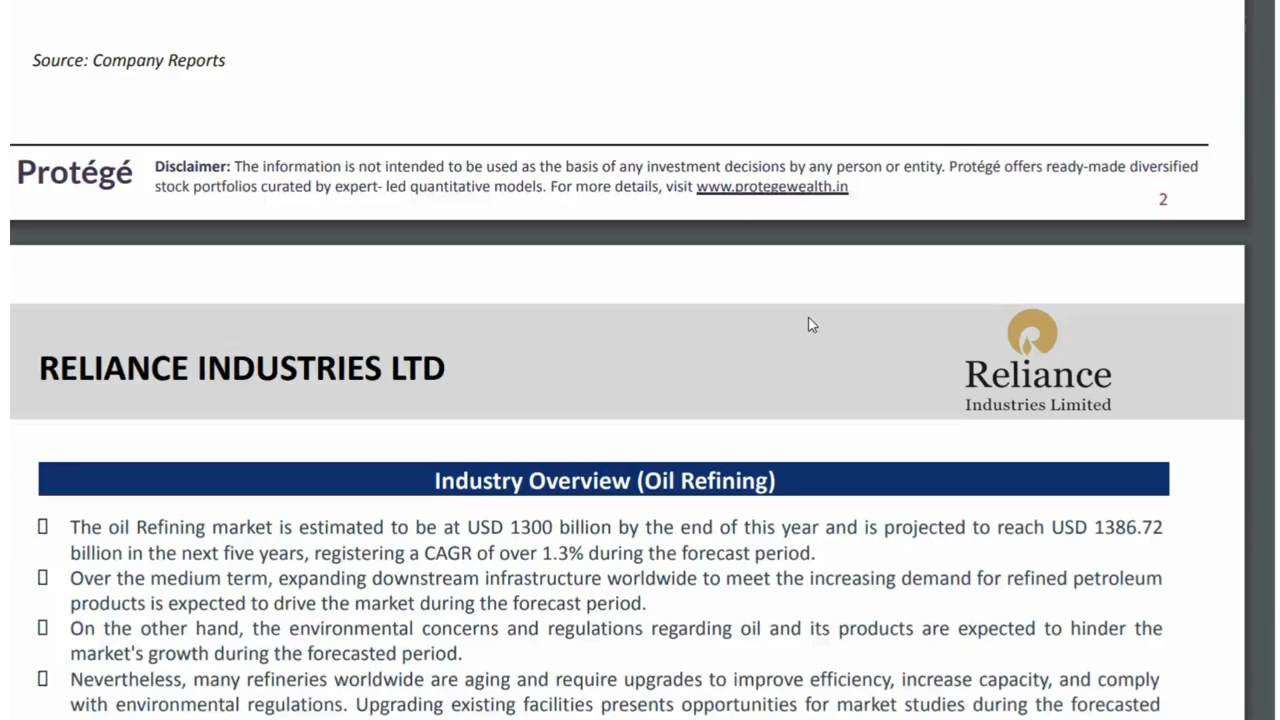 Source: Company Reports
Protégé
Disclaimer: The information is not intended to be used as the basis of any investment decisions by any person or entity. Protégé offers ready-made diversified
stock portfolios curated by expert- led quantitative models. For more details, visit www.protegewealth.in
2
RELIANCE INDUSTRIES LTD
Reliance
Industries Limited
Industry Overview (Oil Refining)
The oil Refining market is estimated to be at USD 1300 billion by the end of this year and is projected to reach USD 1386.72
billion in the next five years, registering a CAGR of over 1.3% during the forecast period.
Over the medium term, expanding downstream infrastructure worldwide to meet the increasing demand for refined petroleum
products is expected to drive the market during the forecast period.
On the other hand, the environmental concerns and regulations regarding oil and its products are expected to hinder the
market's growth during the forecasted period.
Nevertheless, many refineries worldwide are aging and require upgrades to improve efficiency, increase capacity, and comply
with environmental regulations. Upgrading existing facilities presents opportunities for market studies during the forecasted